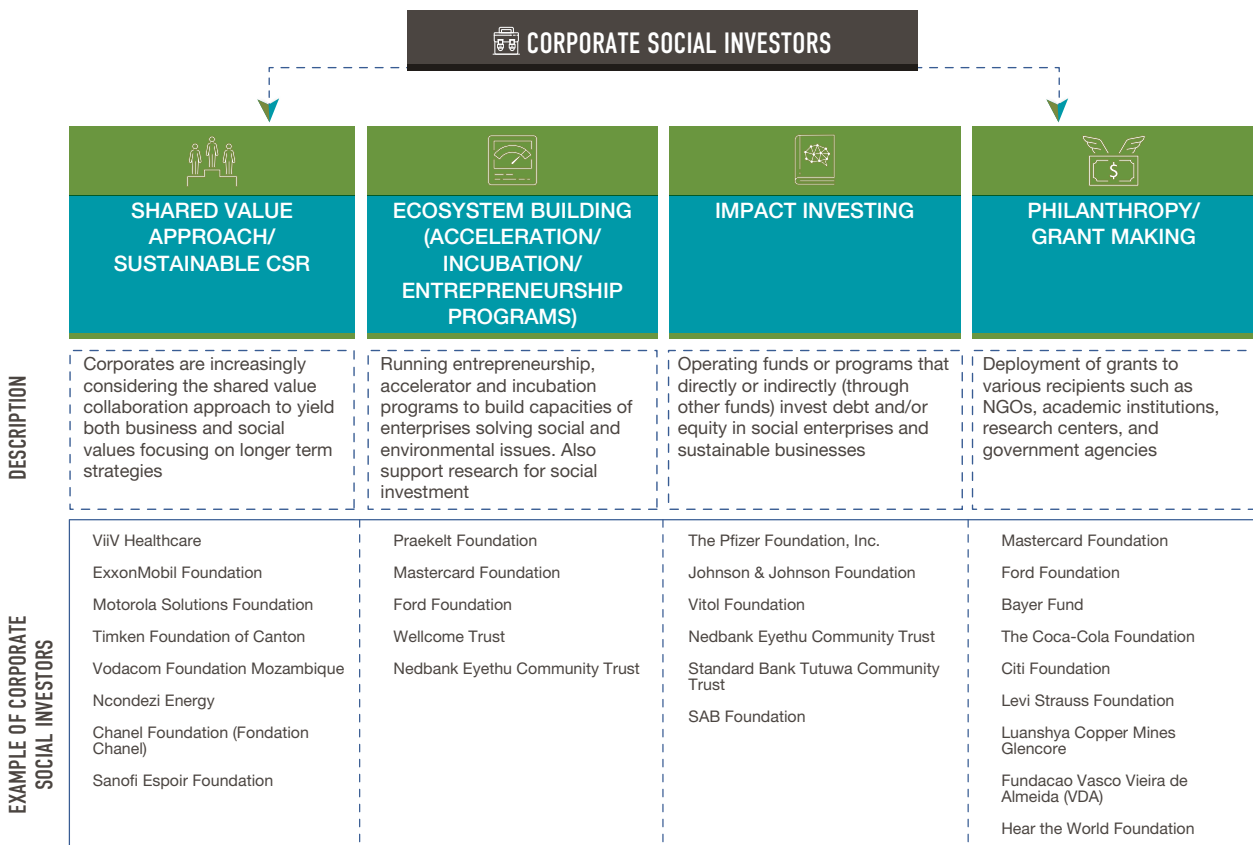 CORPORATE SOCIAL INVESTORS
SHARED VALUE
APPROACH/
SUSTAINABLE CSR
ECOSYSTEM BUILDING
(ACCELERATION/
INCUBATION/
ENTREPRENEURSHIP
PROGRAMS)
IMPACT INVESTING
PHILANTHROPY/
GRANT MAKING
DESCRIPTION
Corporates are increasingly
considering the shared value
collaboration approach to yield
both business and social
values focusing on longer term
strategies
Running entrepreneurship,
accelerator and incubation
programs to build capacities of
enterprises solving social and
environmental issues. Also
support research for social
investment
Operating funds or programs that
directly or indirectly (through
other funds) invest debt and/or
equity in social enterprises and
sustainable businesses
Deployment of grants to
various recipients such as
NGOs, academic institutions,
research centers, and
government agencies
EXAMPLE OF CORPORATE
SOCIAL INVESTORS
ViiV Healthcare
ExxonMobil Foundation
Motorola Solutions Foundation
Timken Foundation of Canton
Vodacom Foundation Mozambique
Ncondezi Energy
Chanel Foundation (Fondation
Chanel)
Sanofi Espoir Foundation
Praekelt Foundation
Mastercard Foundation
Ford Foundation
Wellcome Trust
Nedbank Eyethu Community Trust
The Pfizer Foundation, Inc.
Johnson & Johnson Foundation
Vitol Foundation
Nedbank Eyethu Community Trust
Standard Bank Tutuwa Community
Trust
SAB Foundation
Mastercard Foundation
Ford Foundation
Bayer Fund
The Coca-Cola Foundation
Citi Foundation
Levi Strauss Foundation
Luanshya Copper Mines
Glencore
Fundacao Vasco Vieira de
Almeida (VDA)
Hear the World Foundation